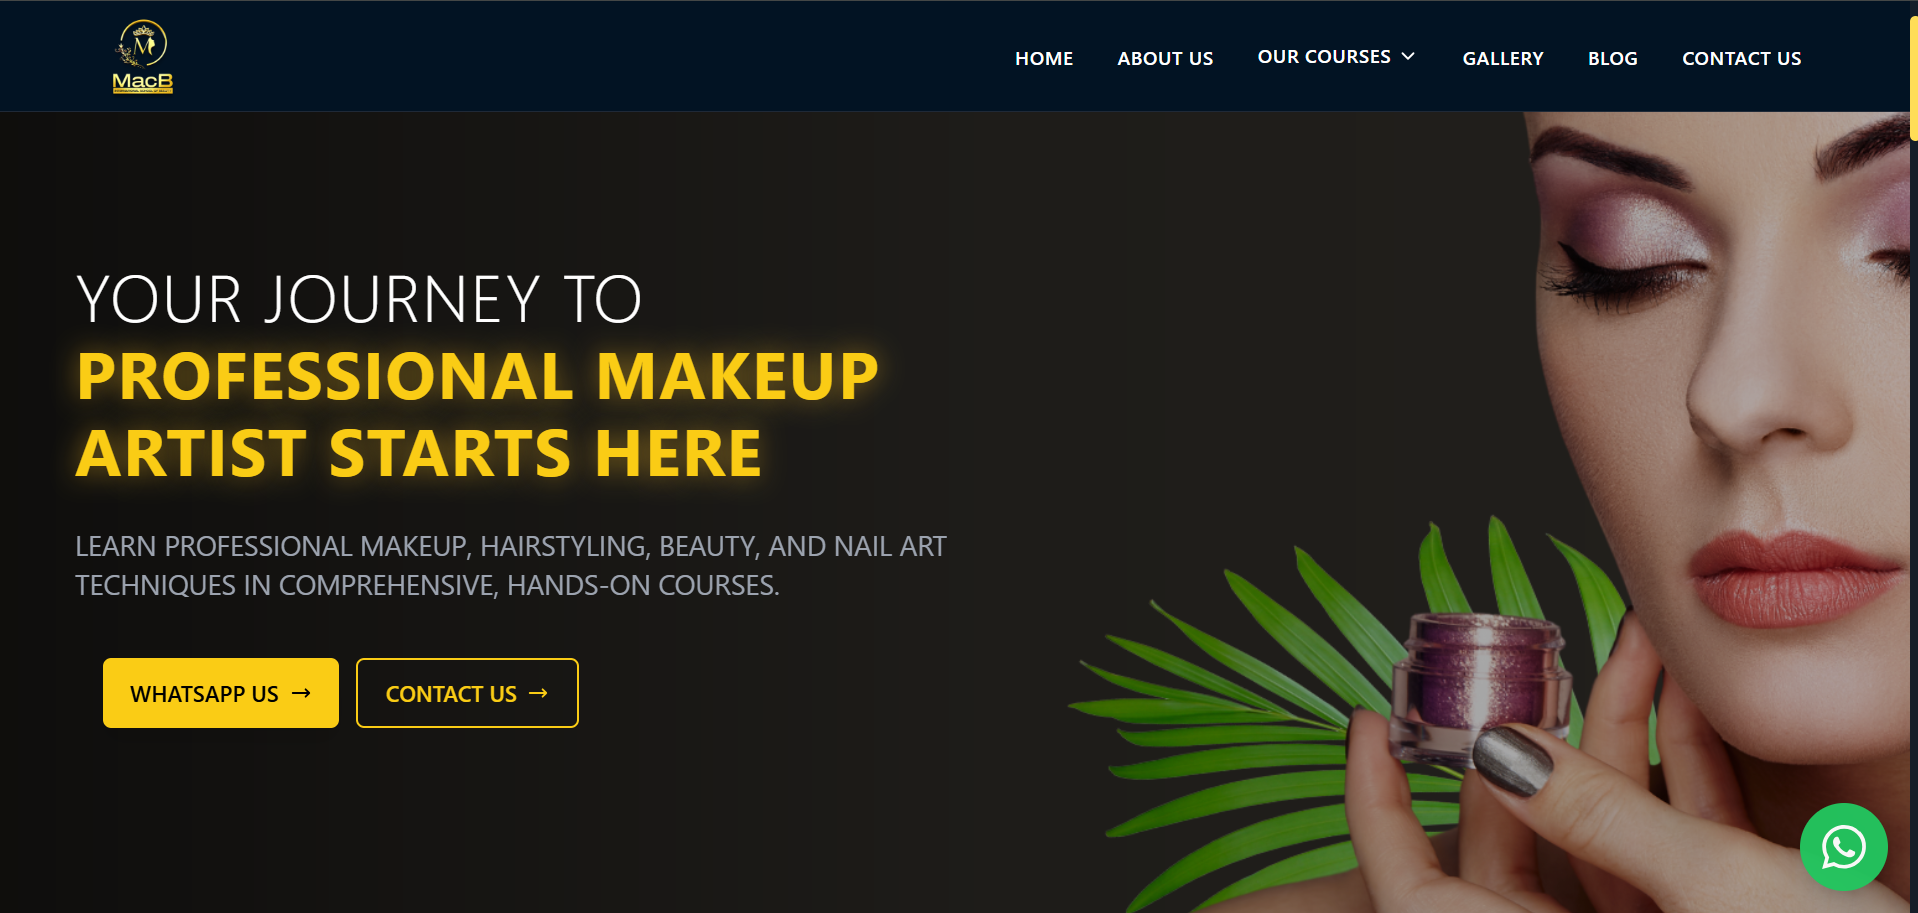 M
MacB
HOME
ABOUT US
OUR COURSES
GALLERY
BLOG
CONTACT US
YOUR JOURNEY TO
PROFESSIONAL MAKEUP
ARTIST STARTS HERE
LEARN PROFESSIONAL MAKEUP, HAIRSTYLING, BEAUTY, AND NAIL ART
TECHNIQUES IN COMPREHENSIVE, HANDS-ON COURSES.
WHATSAPP US →
CONTACT US →